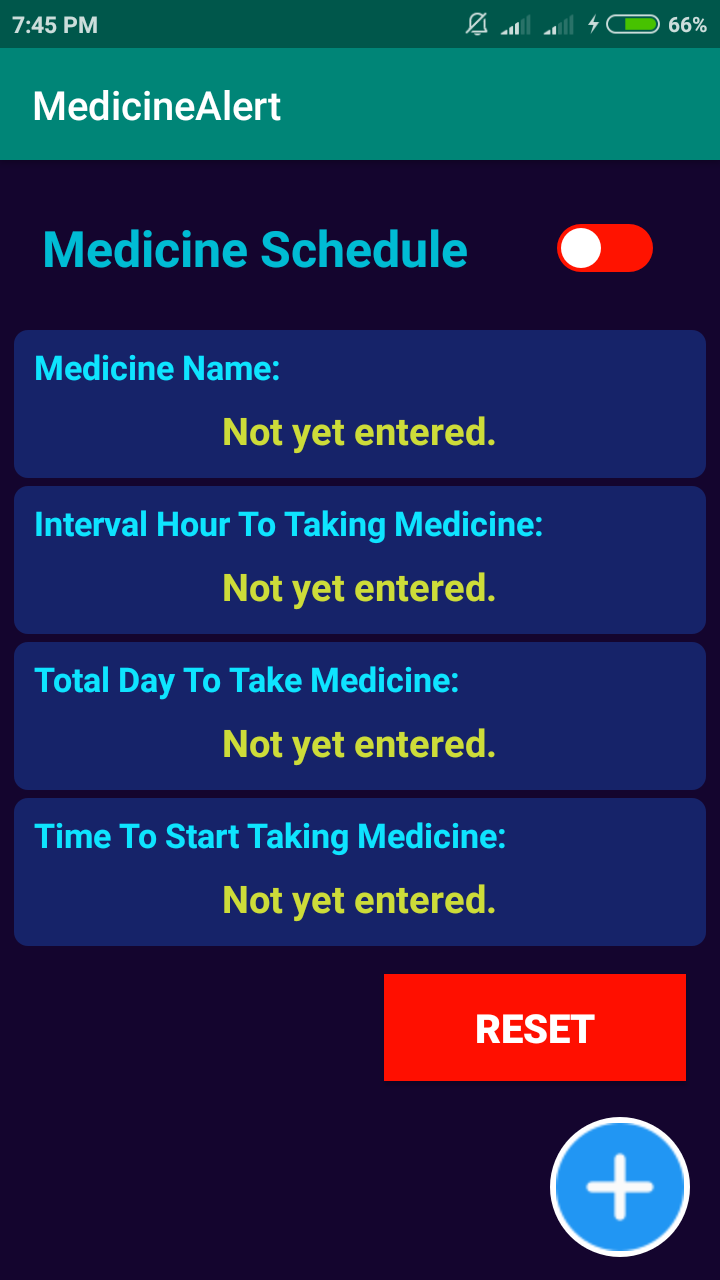 7:45 PM 66%
MedicineAlert
Medicine Schedule
Medicine Name:
Not yet entered.
Interval Hour To Taking Medicine:
Not yet entered.
Total Day To Take Medicine:
Not yet entered.
Time To Start Taking Medicine:
Not yet entered.
RESET